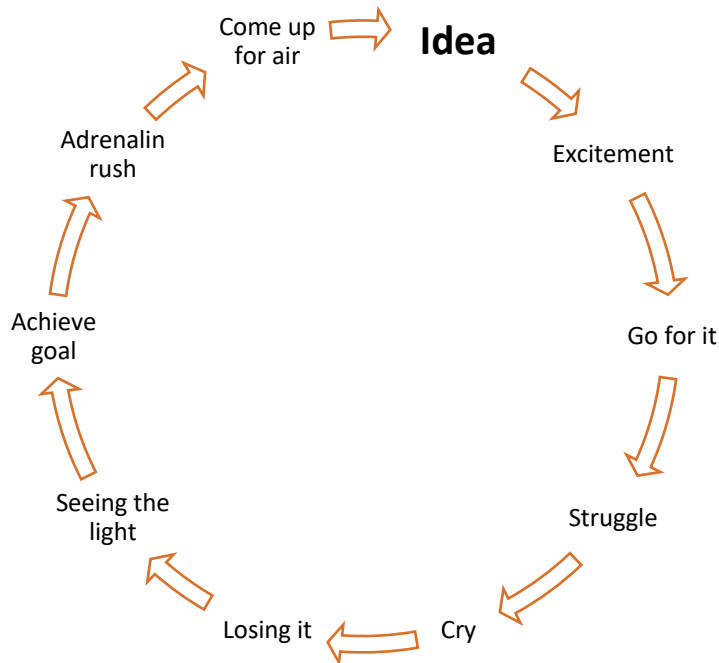 Idea
Excitement
Go for it
Struggle
Cry
Losing it
Seeing the
light
Achieve
goal
Adrenalin
rush
Come up
for air